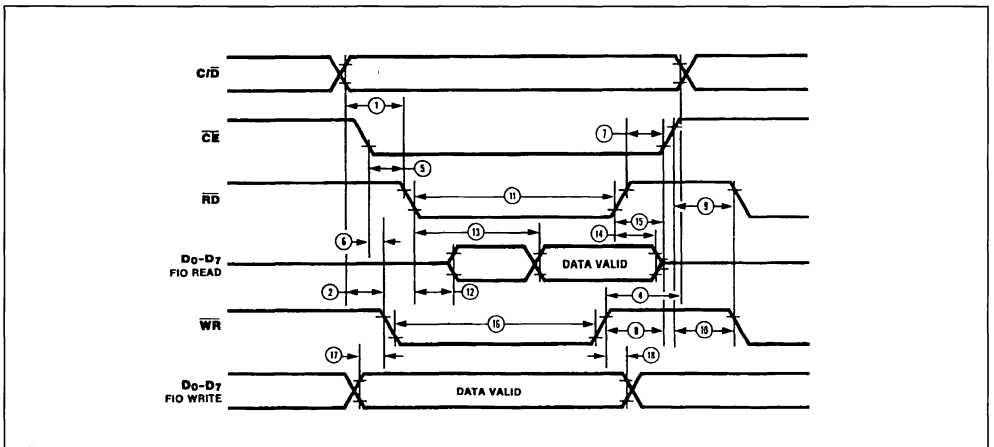 C/D̅
①
C̅E̅
⑦
⑤
R̅D̅
⑪
⑨
⑮
⑬
⑭
⑥
D₀-D₇
FIO READ
DATA VALID
②
⑫
④
W̅R̅
⑯
⑧
⑩
⑰
⑱
D₀-D₇
FIO WRITE
DATA VALID